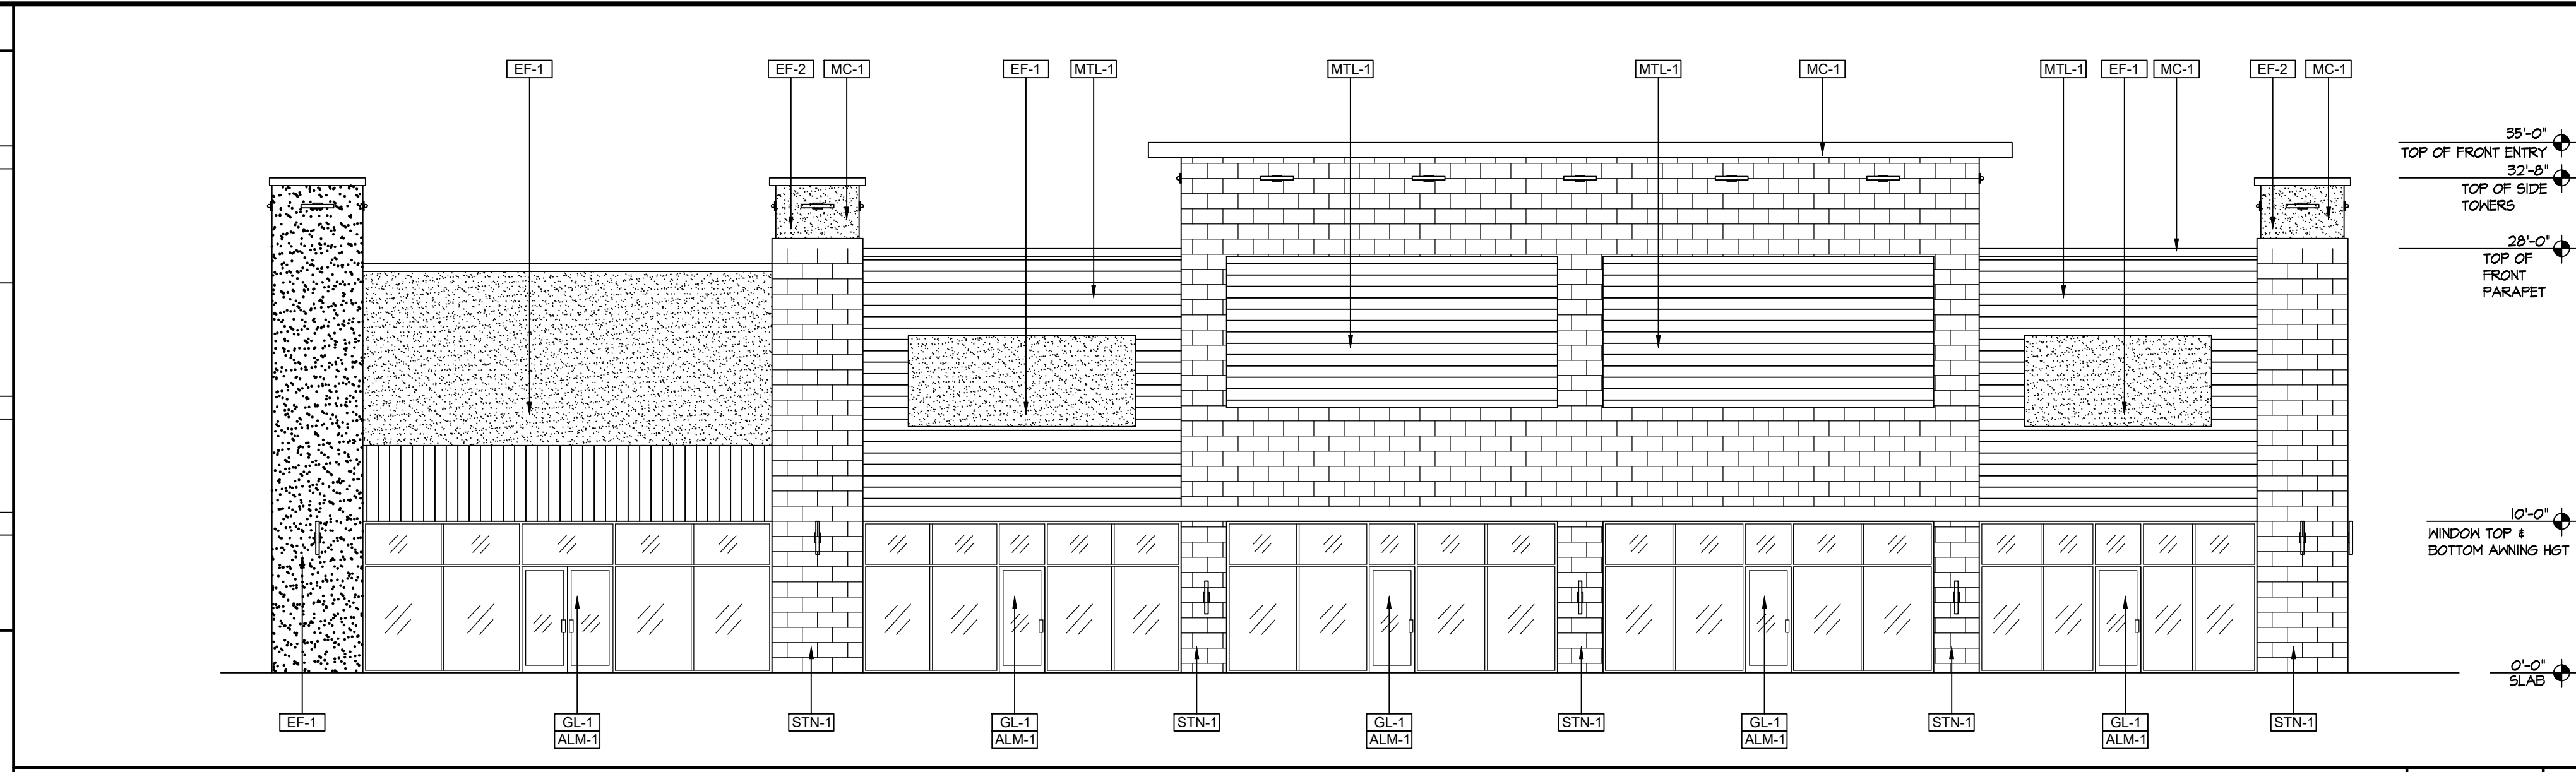 EF-1
EF-2
MC-1
EF-1
MTL-1
MTL-1
MTL-1
MC-1
MTL-1
EF-1
MC-1
EF-2
MC-1
35'-0"
TOP OF FRONT ENTRY
32'-8"
TOP OF SIDE
TOWERS
28'-0"
TOP OF
FRONT
PARAPET
10'-0"
WINDOW TOP &
BOTTOM AWNING HGT
0'-0"
SLAB
EF-1
GL-1
ALM-1
STN-1
GL-1
ALM-1
STN-1
GL-1
ALM-1
STN-1
GL-1
ALM-1
STN-1
GL-1
ALM-1
STN-1